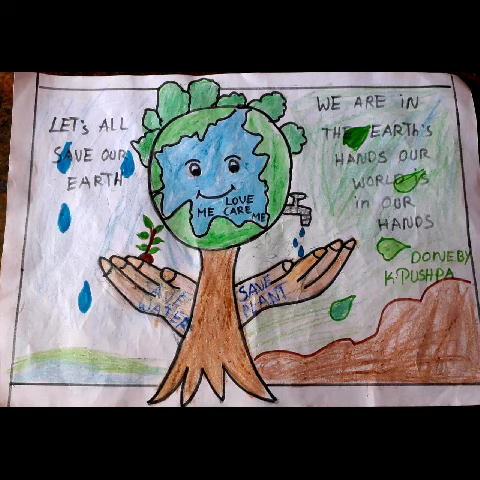 LET's ALL
SAVE OUR
EARTH
WE ARE IN
THE EARTH's
HANDS OUR
WORLD IS
in OUR
HANDS
LOVE
ME CARE ME
SAVE
WATER
SAVE
PLANT
DONE BY
K. PUSHPA